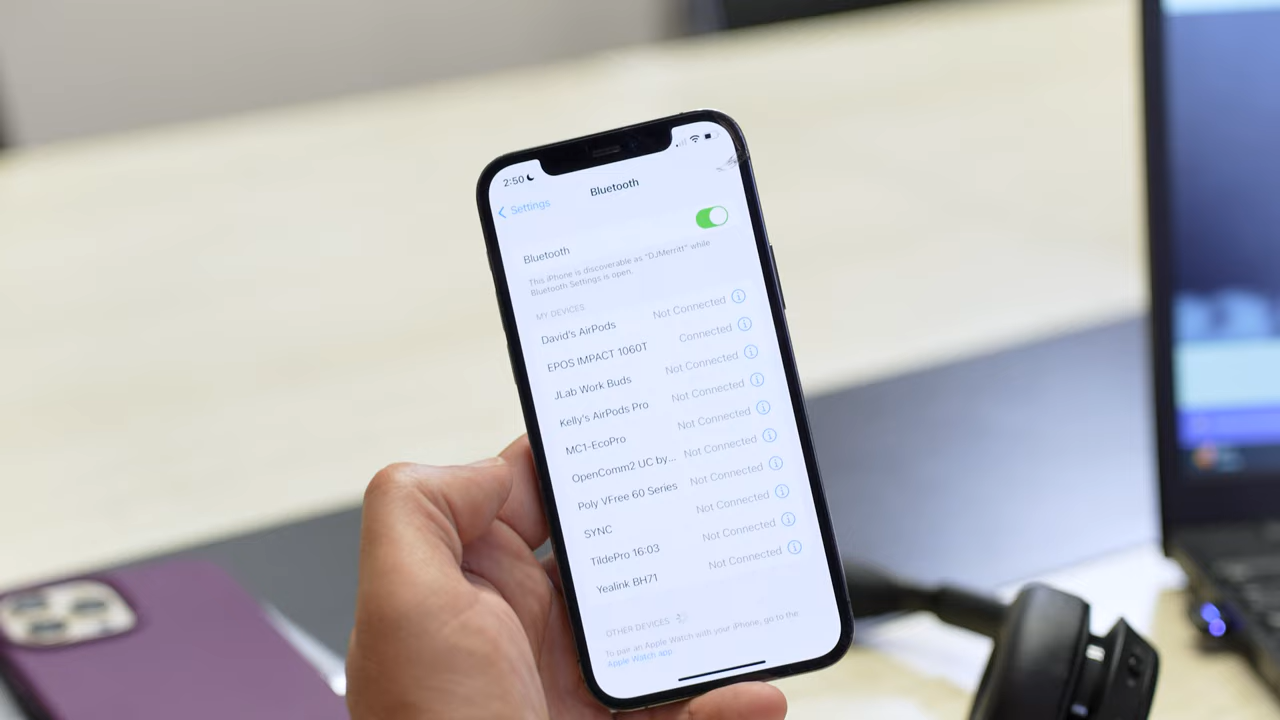 2:50
Settings
Bluetooth
Bluetooth
This iPhone is discoverable as "DJMerritt" while
Bluetooth Settings is open.
MY DEVICES
David's AirPods Not Connected
EPOS IMPACT 1060T Connected
JLab Work Buds Not Connected
Kelly's AirPods Pro Not Connected
MC1-EcoPro Not Connected
OpenComm2 UC by... Not Connected
Poly VFree 60 Series Not Connected
SYNC Not Connected
TildePro 16:03 Not Connected
Yealink BH71 Not Connected
OTHER DEVICES
To pair an Apple Watch with your iPhone, go to the
Apple Watch app.